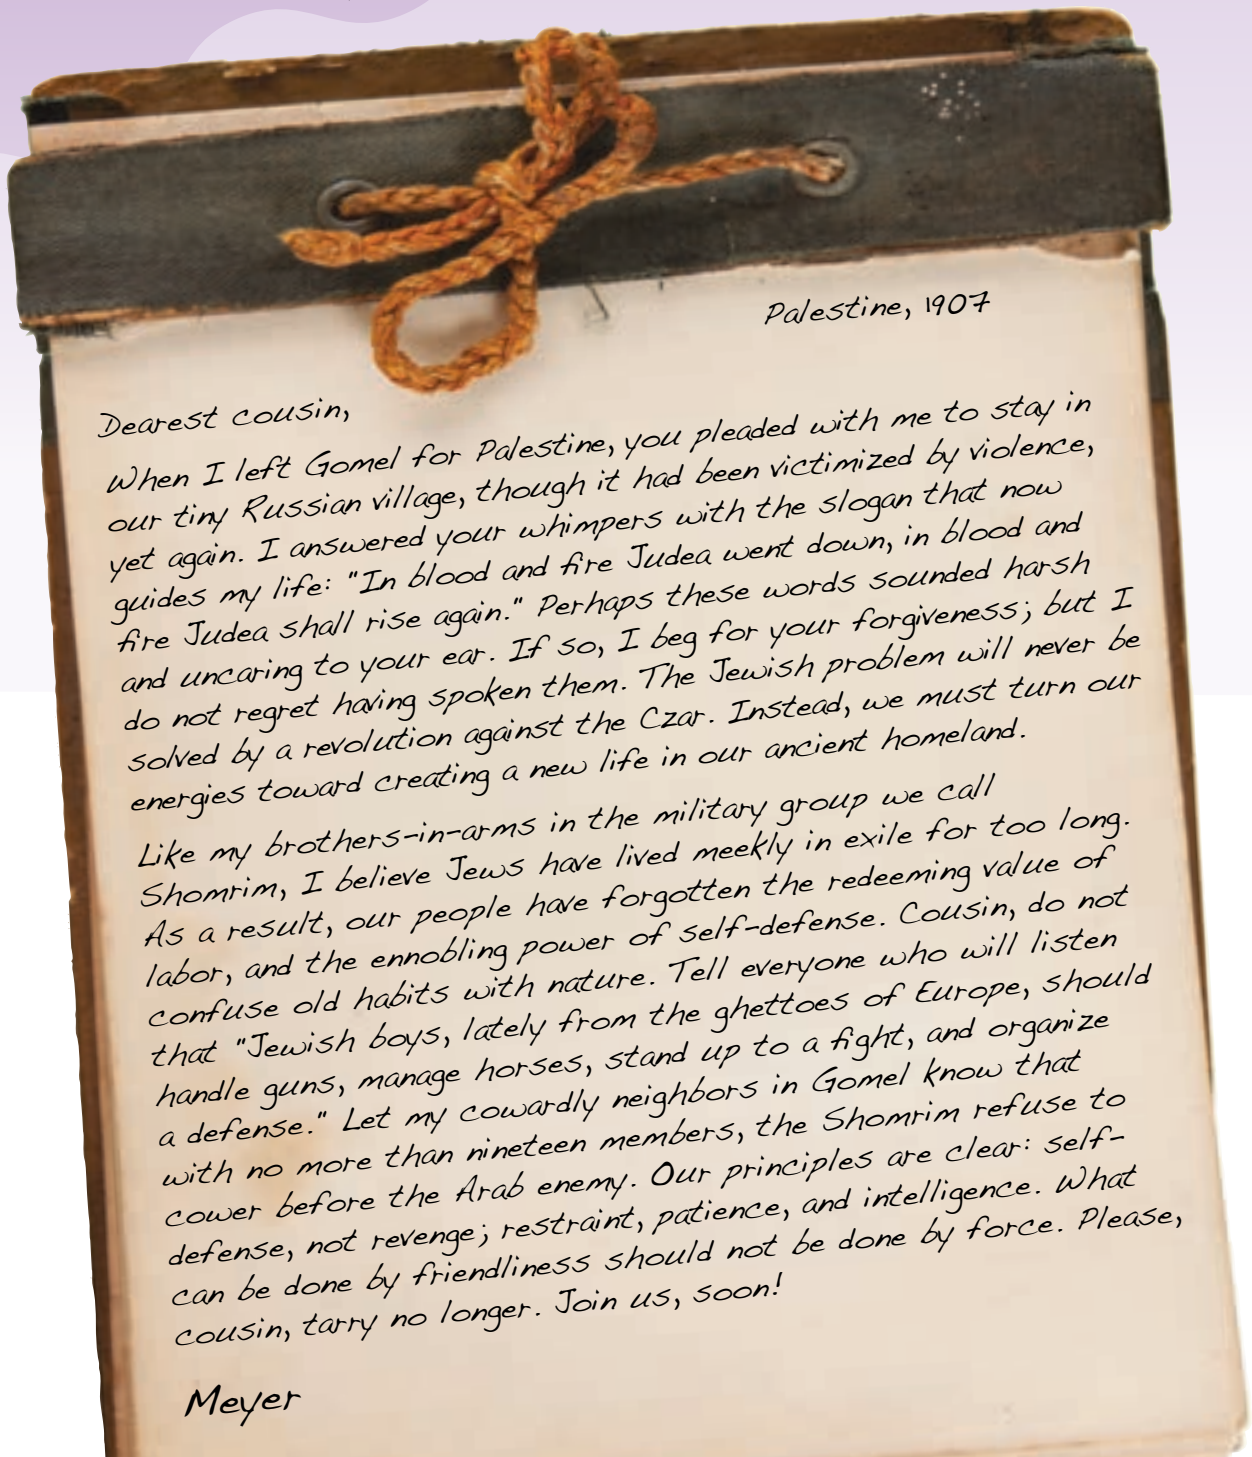 Palestine, 1907
Dearest cousin,
When I left Gomel for Palestine, you pleaded with me to stay in
our tiny Russian village, though it had been victimized by violence,
yet again. I answered your whimpers with the slogan that now
guides my life: "In blood and fire Judea went down, in blood and
fire Judea shall rise again." Perhaps these words sounded harsh
and uncaring to your ear. If so, I beg for your forgiveness; but I
do not regret having spoken them. The Jewish problem will never be
solved by a revolution against the Czar. Instead, we must turn our
energies toward creating a new life in our ancient homeland.
Like my brothers-in-arms in the military group we call
Shomrim, I believe Jews have lived meekly in exile for too long.
As a result, our people have forgotten the redeeming value of
labor, and the ennobling power of self-defense. Cousin, do not
confuse old habits with nature. Tell everyone who will listen
that "Jewish boys, lately from the ghettoes of Europe, should
handle guns, manage horses, stand up to a fight, and organize
a defense." Let my cowardly neighbors in Gomel know that
with no more than nineteen members, the Shomrim refuse to
cower before the Arab enemy. Our principles are clear: self-
defense, not revenge; restraint, patience, and intelligence. What
can be done by friendliness should not be done by force. Please,
cousin, tarry no longer. Join us, soon!
Meyer